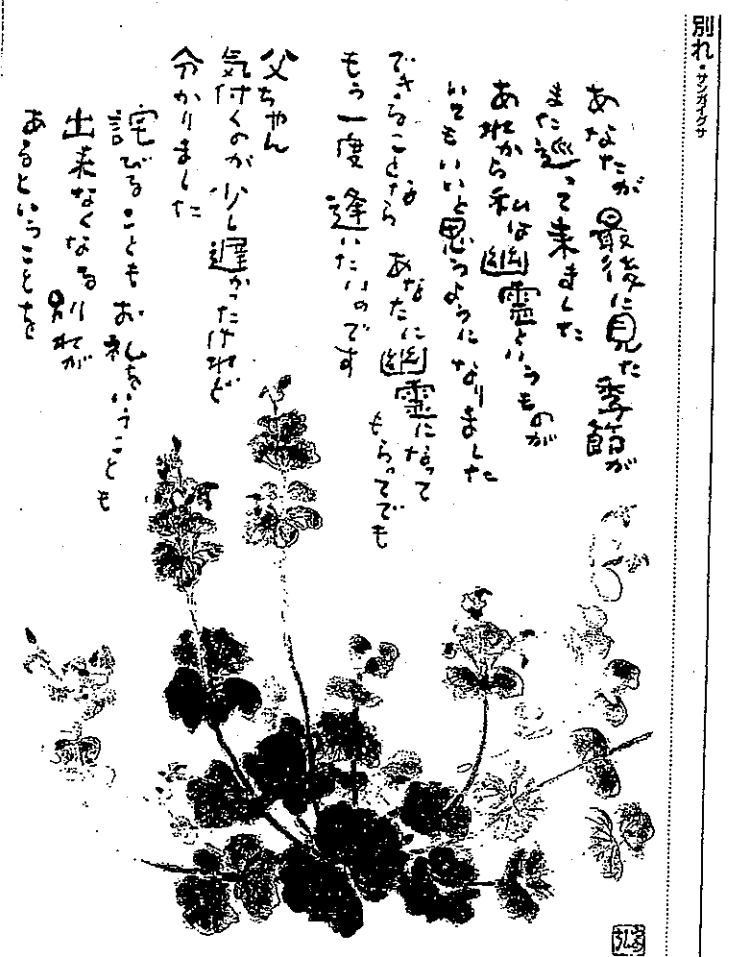 別れ・サンガイグサ
あなたが最後に見た季節が
また巡って来ました
あれから私は幽霊というものが
いてもいいと思うようになりました
できることなら あなたに幽霊になって
もらってでも
もう一度逢いたいのです
父ちゃん
気付くのが少し遅かったけれど
分かりました
詫びることもお礼をいうことも
出来なくなる別れが
あるということを